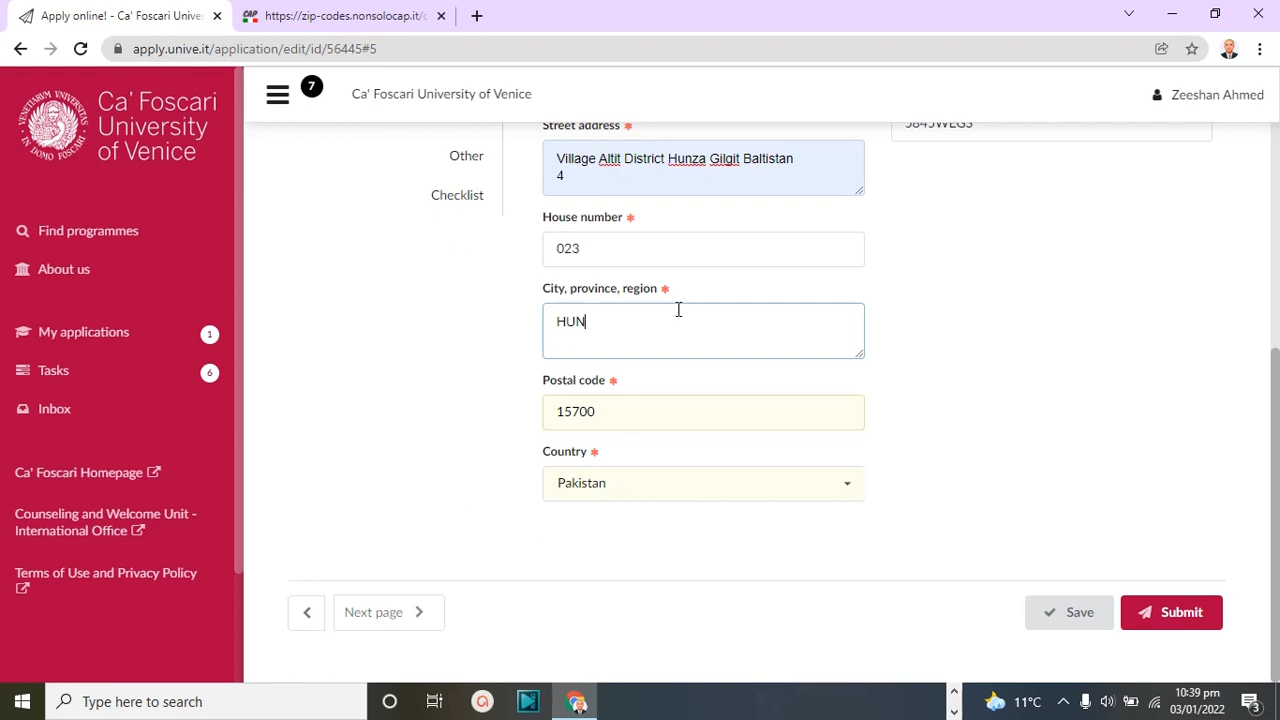 Apply online! - Ca' Foscari Univer
https://zip-codes.nonsolocap.it/c
apply.unive.it/application/edit/id/56445#5
Ca' Foscari
University
of Venice
7
Ca' Foscari University of Venice
Zeeshan Ahmed
Find programmes
About us
My applications 1
Tasks 6
Inbox
Ca' Foscari Homepage
Counseling and Welcome Unit -
International Office
Terms of Use and Privacy Policy
Other
Checklist
Street address *
Village Altit District Hunza Gilgit Baltistan
4
House number *
023
City, province, region *
HUN
Postal code *
15700
Country *
Pakistan
5845WEGS
Next page
Save
Submit
Type here to search
11°C
10:39 pm
03/01/2022
3